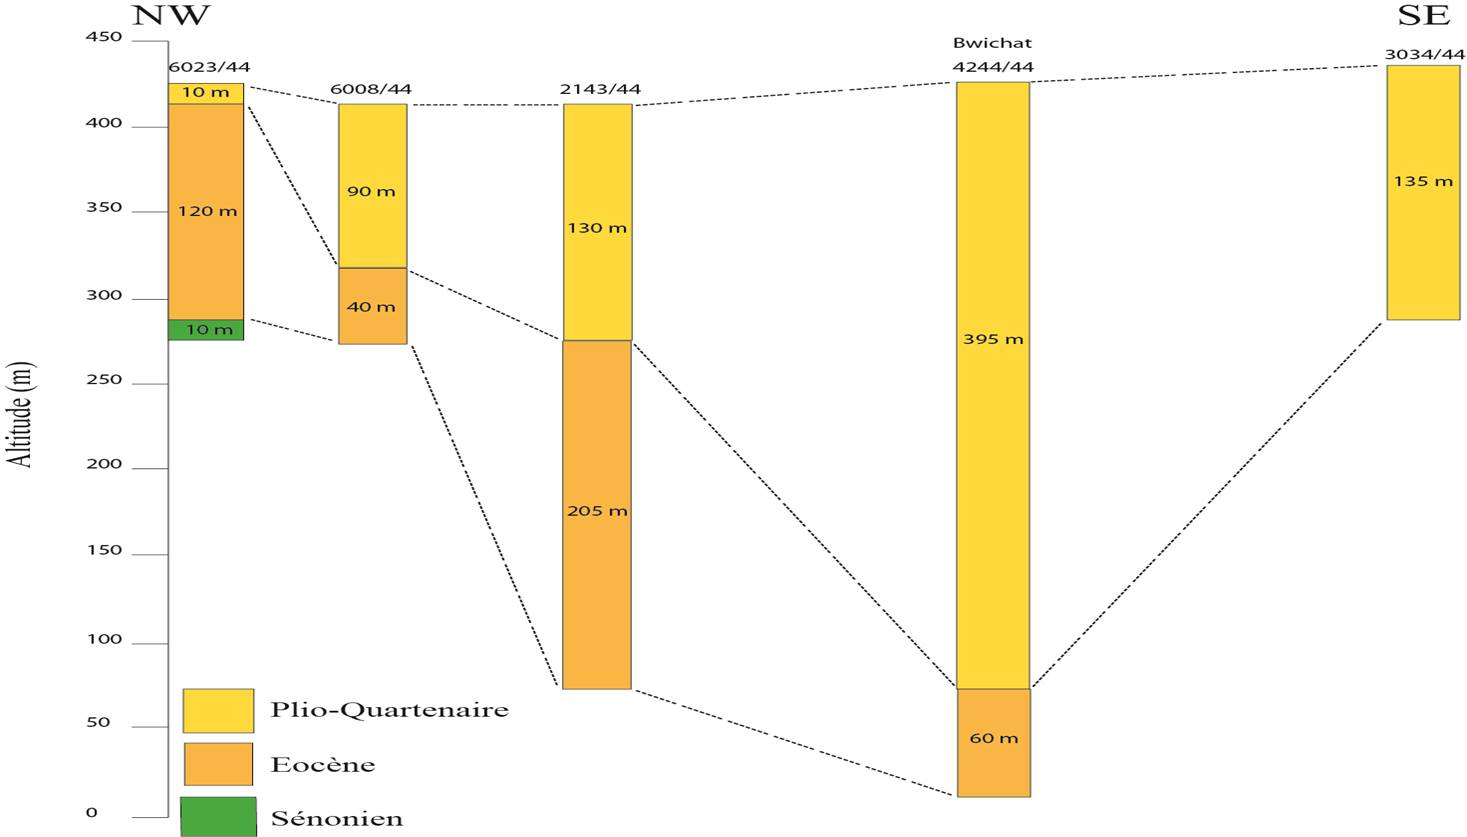 NW
SE
450
Bwichat
6023/44
6008/44
2143/44
4244/44
3034/44
10 m
400
90 m
135 m
350
120 m
130 m
300
40 m
10 m
395 m
250
Altitude (m)
200
205 m
150
100
50
60 m
0
Plio-Quartenaire
Eocène
Sénonien